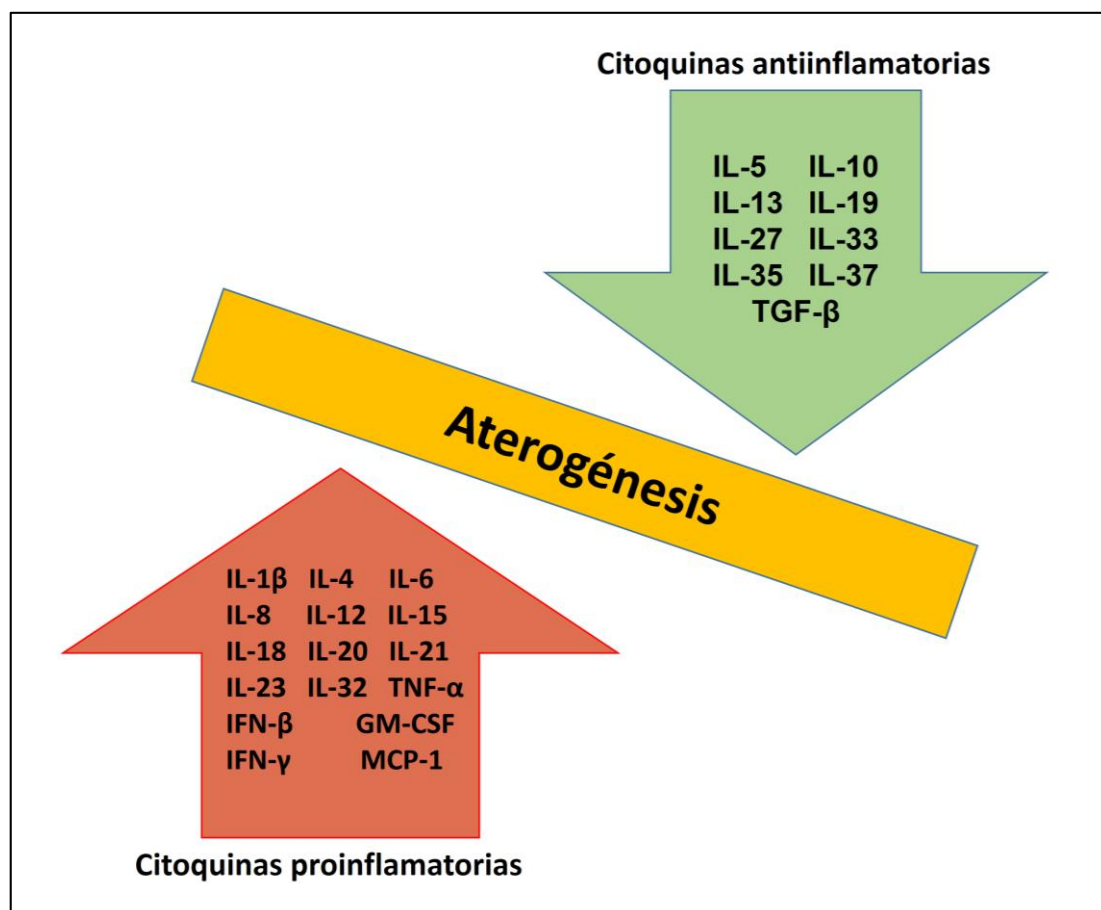 Citoquinas antiinflamatorias
IL-5 IL-10
IL-13 IL-19
IL-27 IL-33
IL-35 IL-37
TGF-β
Aterogénesis
IL-1β IL-4 IL-6
IL-8 IL-12 IL-15
IL-18 IL-20 IL-21
IL-23 IL-32 TNF-α
IFN-β GM-CSF
IFN-γ MCP-1
Citoquinas proinflamatorias